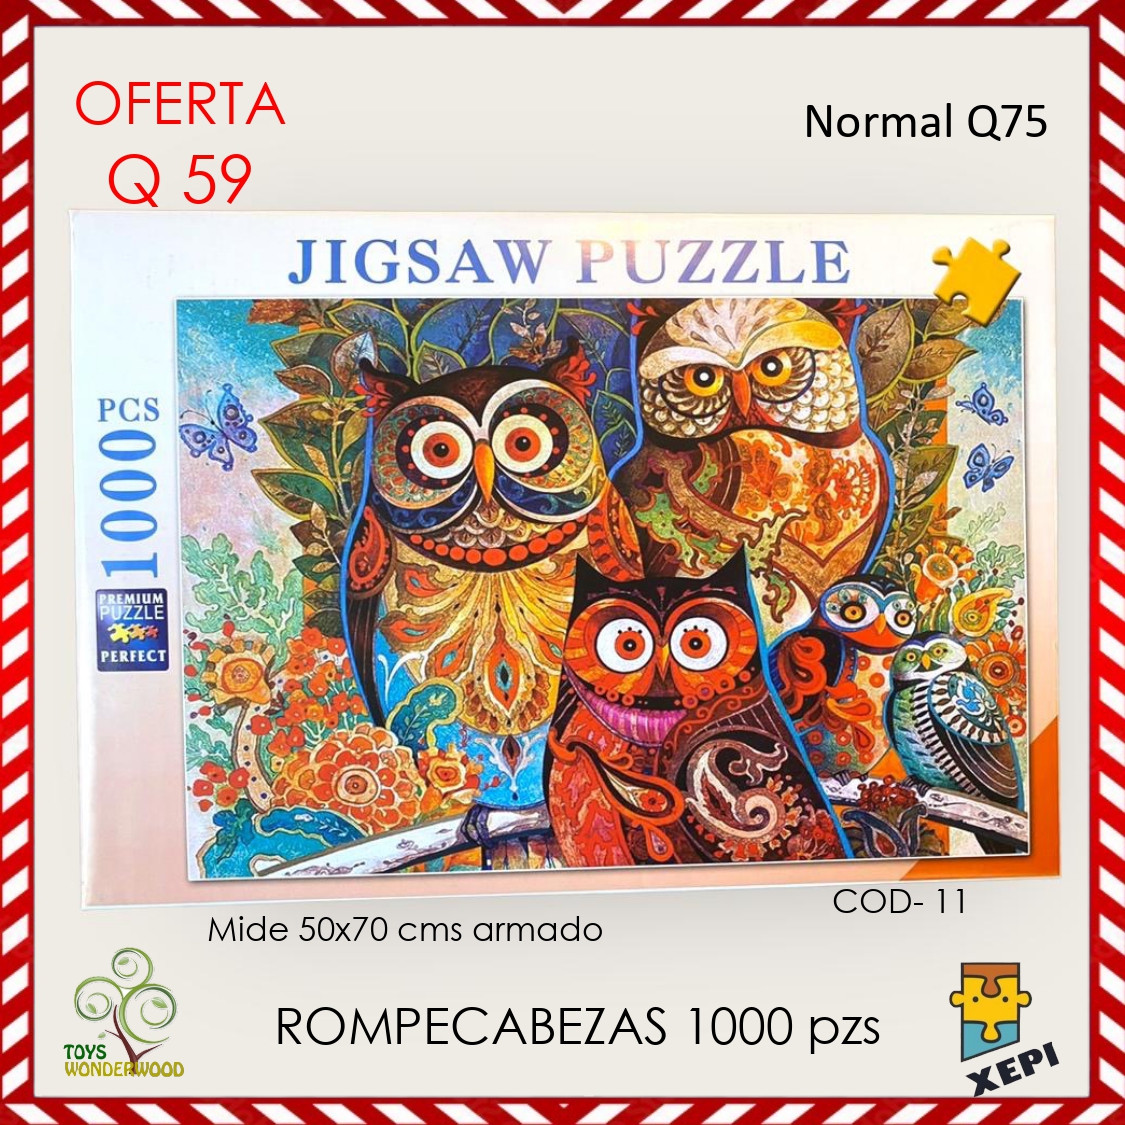 OFERTA
Q 59
Normal Q75
JIGSAW PUZZLE
PCS
1000
PREMIUM
PUZZLE
PERFECT
COD- 11
Mide 50x70 cms armado
ROMPECABEZAS 1000 pzs
TOYS
WONDERWOOD
XEPI